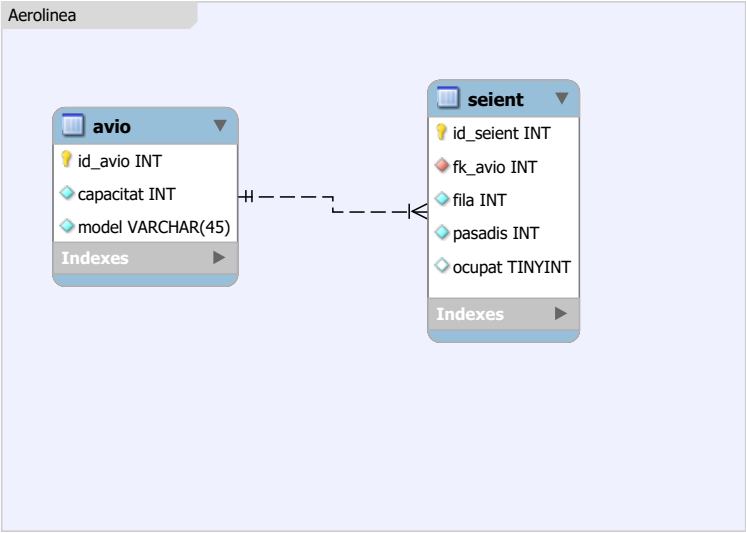 Aerolinea
avio
id_avio INT
capacitat INT
model VARCHAR(45)
Indexes
seient
id_seient INT
fk_avio INT
fila INT
pasadis INT
ocupat TINYINT
Indexes